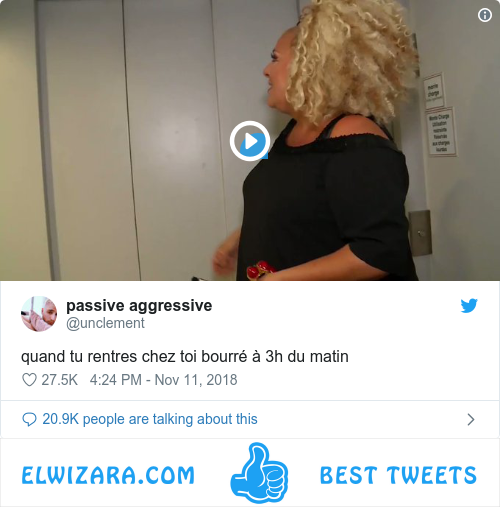 passive aggressive
@unclement
quand tu rentres chez toi bourré à 3h du matin
27.5K 4:24 PM - Nov 11, 2018
20.9K people are talking about this
ELWIZARA.COM BEST TWEETS